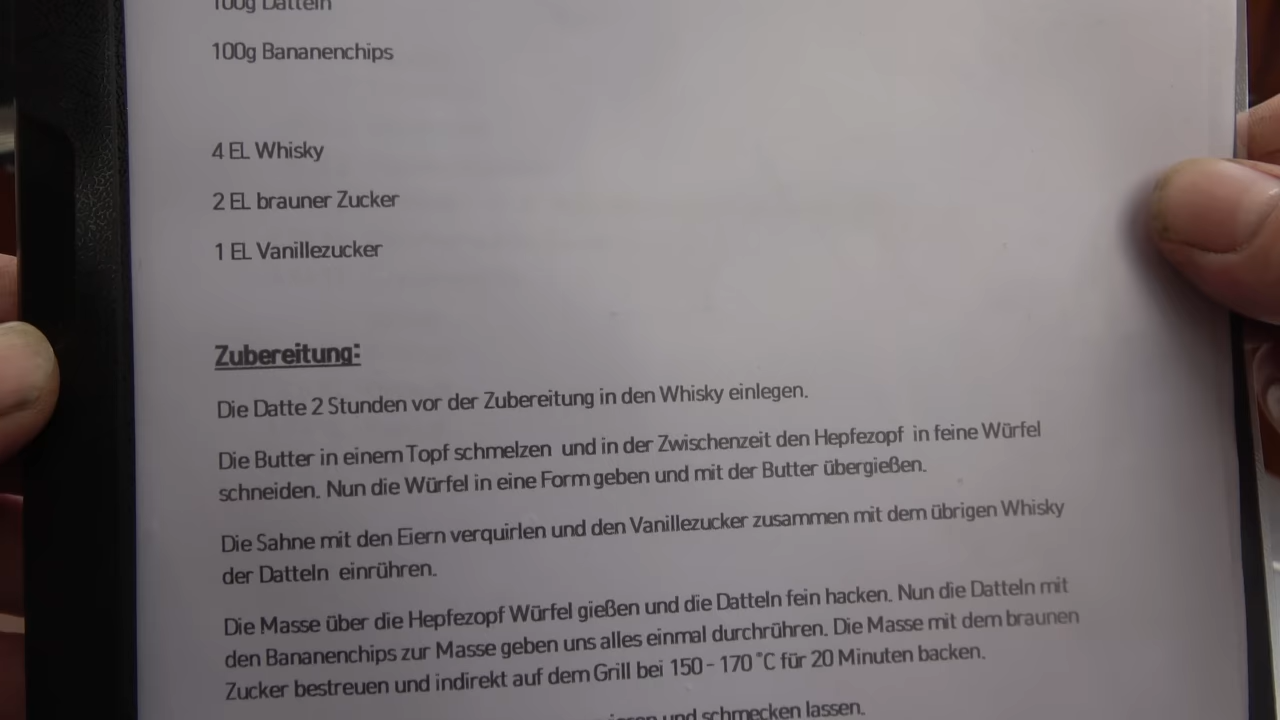 100g Datteln
100g Bananenchips
4 EL Whisky
2 EL brauner Zucker
1 EL Vanillezucker
Zubereitung:
Die Datte 2 Stunden vor der Zubereitung in den Whisky einlegen.
Die Butter in einem Topf schmelzen und in der Zwischenzeit den Hepfezopf in feine Würfel
schneiden. Nun die Würfel in eine Form geben und mit der Butter übergießen.
Die Sahne mit den Eiern verquirlen und den Vanillezucker zusammen mit dem übrigen Whisky
der Datteln einrühren.
Die Masse über die Hepfezopf Würfel gießen und die Datteln fein hacken. Nun die Datteln mit
den Bananenchips zur Masse geben uns alles einmal durchrühren. Die Masse mit dem braunen
Zucker bestreuen und indirekt auf dem Grill bei 150 - 170 °C für 20 Minuten backen.
und schmecken lassen.